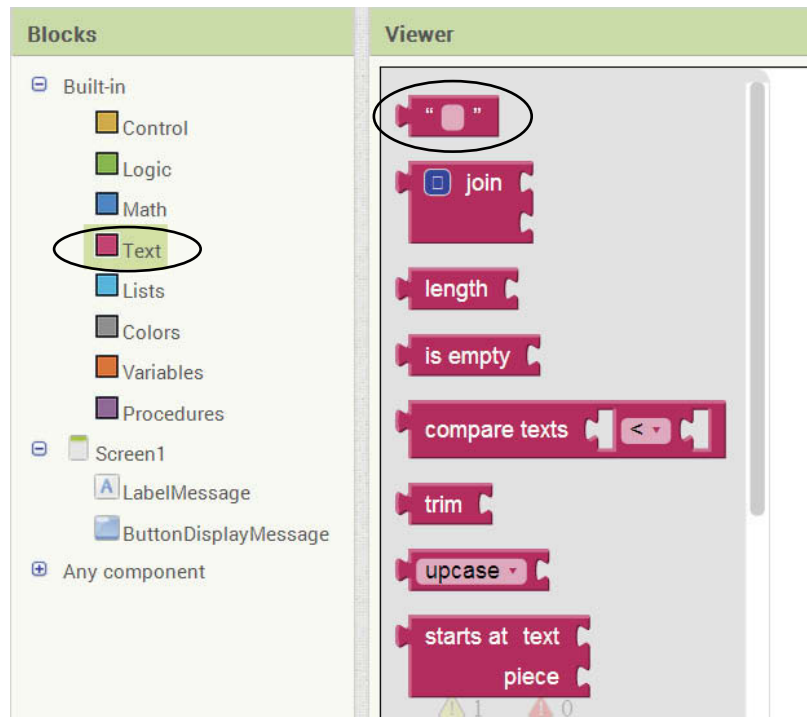 Blocks
Built-in
Control
Logic
Math
Text
Lists
Colors
Variables
Procedures
Screen1
A LabelMessage
ButtonDisplayMessage
Any component
Viewer
“ ”
join
length
is empty
compare texts <
trim
upcase
starts at text
piece
1 0